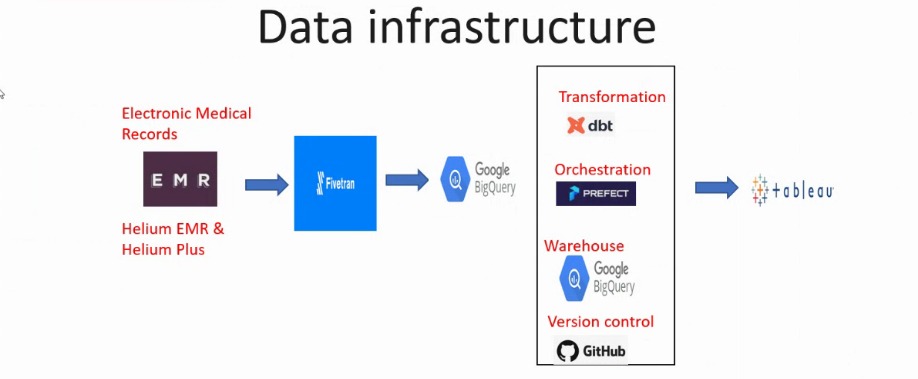 Data infrastructure
Electronic Medical
Records
EMR
Helium EMR &
Helium Plus
Fivetran
Google
BigQuery
Transformation
dbt
Orchestration
PREFECT
Warehouse
Google
BigQuery
Version control
GitHub
+ableau